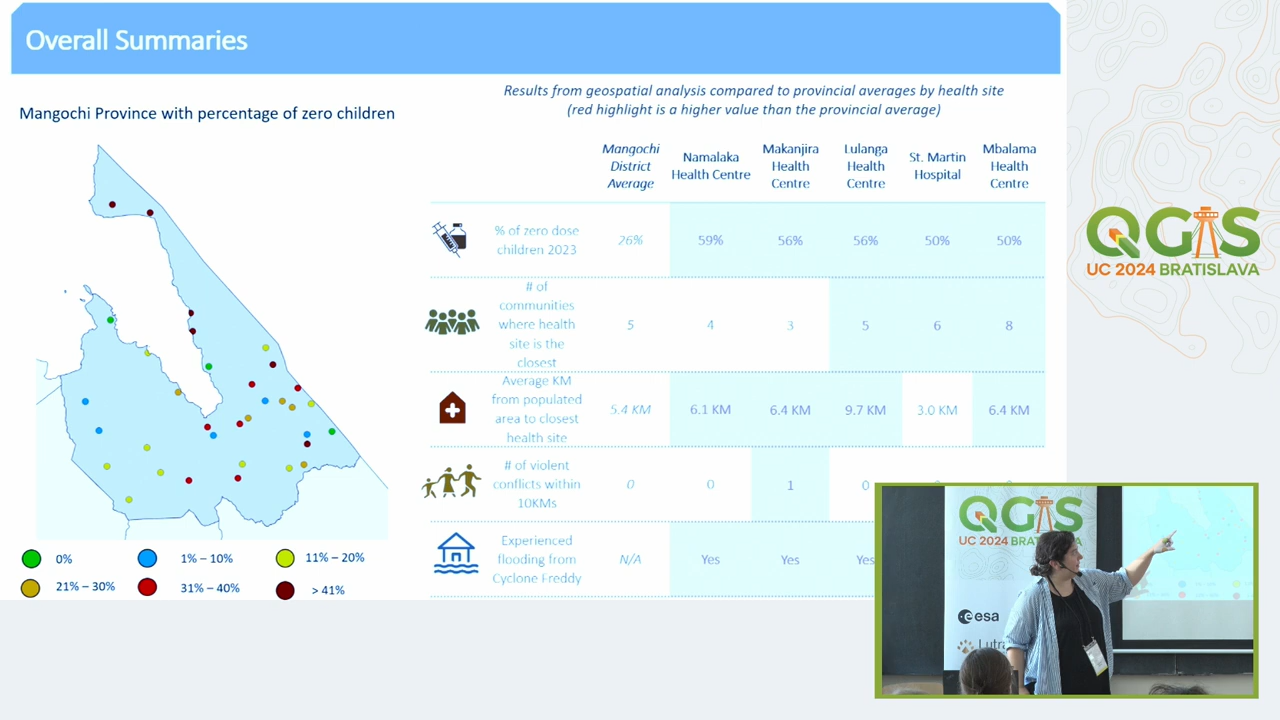 Overall Summaries
Mangochi Province with percentage of zero children
0%
1% – 10%
11% – 20%
21% – 30%
31% – 40%
> 41%
Results from geospatial analysis compared to provincial averages by health site
(red highlight is a higher value than the provincial average)
Mangochi
District
Average
Namalaka
Health Centre
Makanjira
Health
Centre
Lulanga
Health
Centre
St. Martin
Hospital
Mbalama
Health
Centre
% of zero dose
children 2023
26%
59%
56%
56%
50%
50%
# of
communities
where health
site is the
closest
5
4
3
5
6
8
Average KM
from populated
area to closest
health site
5.4 KM
6.1 KM
6.4 KM
9.7 KM
3.0 KM
6.4 KM
# of violent
conflicts within
10KMs
0
0
1
0
Experienced
flooding from
Cyclone Freddy
N/A
Yes
Yes
Yes
QGIS
UC 2024 BRATISLAVA
QGIS
UC 2024 BRATISLAVA
esa
Lutra